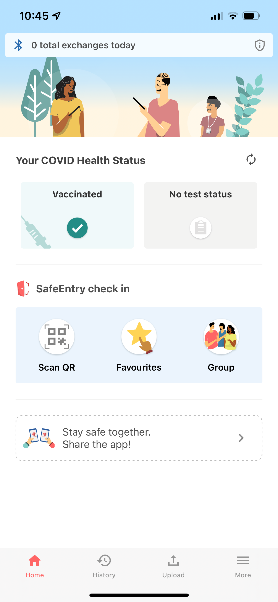 10:45
0 total exchanges today
Your COVID Health Status
Vaccinated
No test status
SafeEntry check in
Scan QR
Favourites
Group
Stay safe together.
Share the app!
Home
History
Upload
More